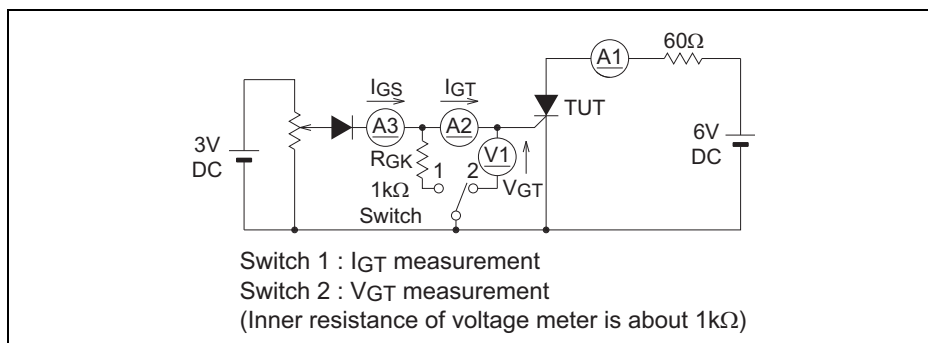 60Ω
A1
IGS
IGT
TUT
A3
A2
3V
DC
RGK
1
2
V1
6V
DC
1kΩ
VGT
Switch
Switch 1 : IGT measurement
Switch 2 : VGT measurement
(Inner resistance of voltage meter is about 1kΩ)